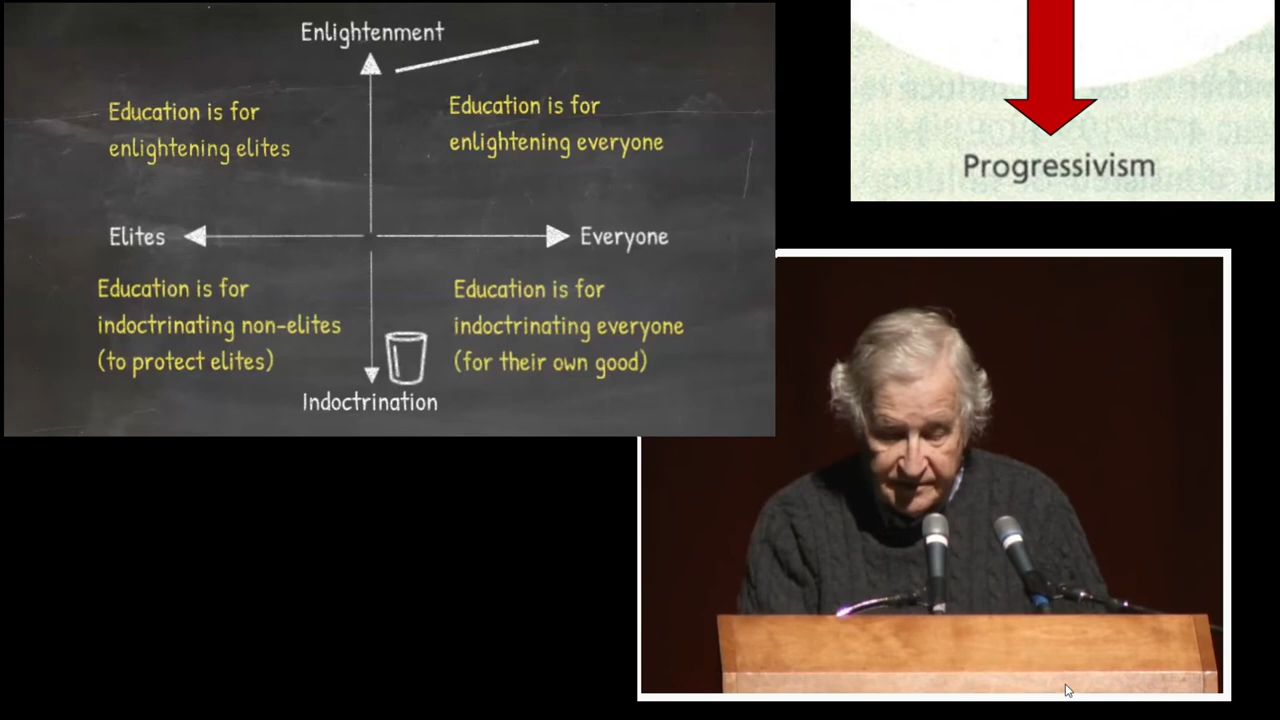 Enlightenment
Education is for
enlightening elites
Education is for
enlightening everyone
Elites
Everyone
Education is for
indoctrinating non-elites
(to protect elites)
Education is for
indoctrinating everyone
(for their own good)
Indoctrination
Progressivism